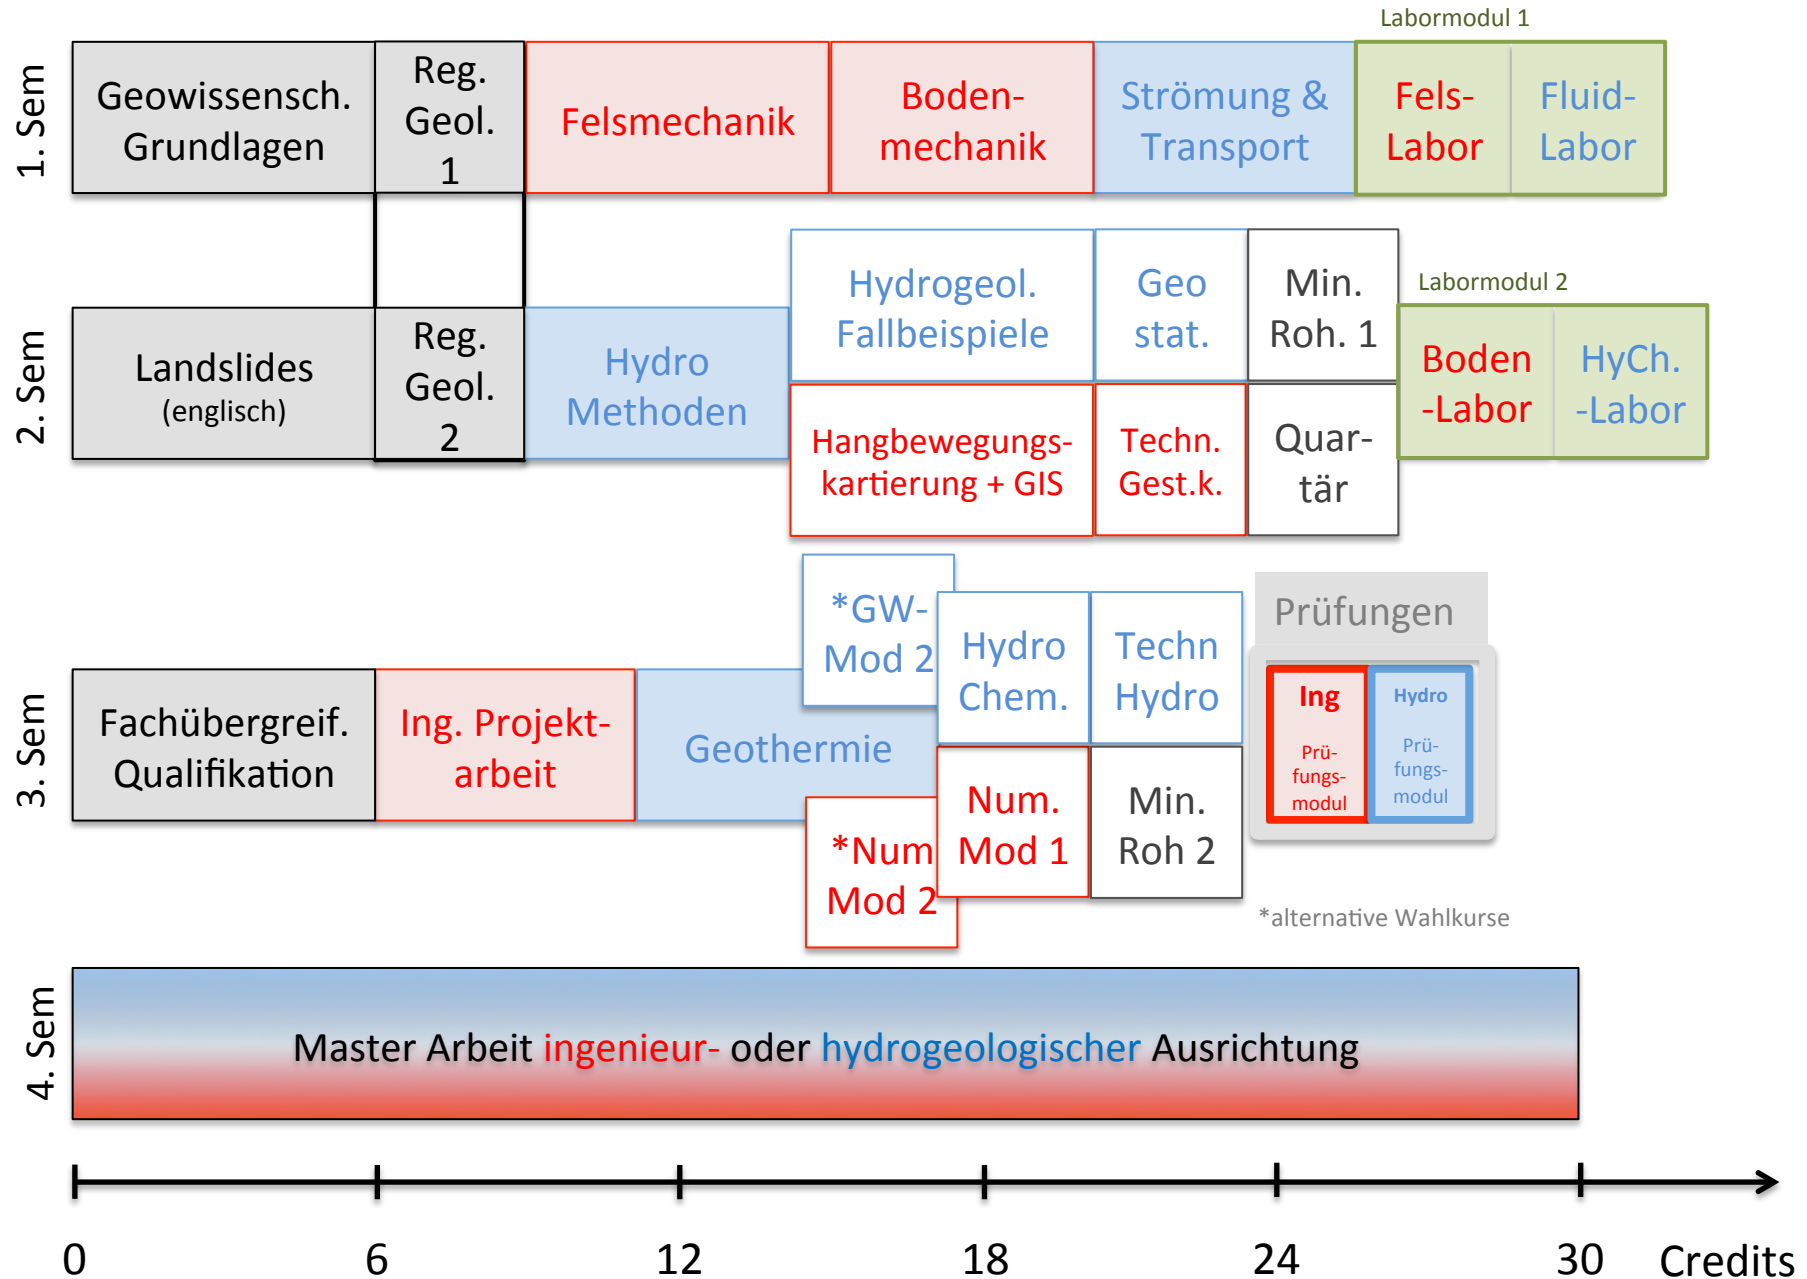 Labormodul 1
1. Sem
Geowissensch.
Grundlagen
Reg.
Geol.
1
Felsmechanik
Boden-
mechanik
Strömung &
Transport
Fels-
Labor
Fluid-
Labor
2. Sem
Landslides
(englisch)
Reg.
Geol.
2
Hydro
Methoden
Hydrogeol.
Fallbeispiele
Geo
stat.
Min.
Roh. 1
Hangbewegungs-
kartierung + GIS
Techn.
Gest.k.
Quar-
tär
Labormodul 2
Boden
-Labor
HyCh.
-Labor
3. Sem
Fachübergreif.
Qualifikation
Ing. Projekt-
arbeit
Geothermie
*GW-
Mod 2
*Num
Mod 2
Hydro
Chem.
Techn
Hydro
Num.
Mod 1
Min.
Roh 2
Prüfungen
Ing
Prü-
fungs-
modul
Hydro
Prü-
fungs-
modul
*alternative Wahlkurse
4. Sem
Master Arbeit ingenieur- oder hydrogeologischer Ausrichtung
0 6 12 18 24 30 Credits